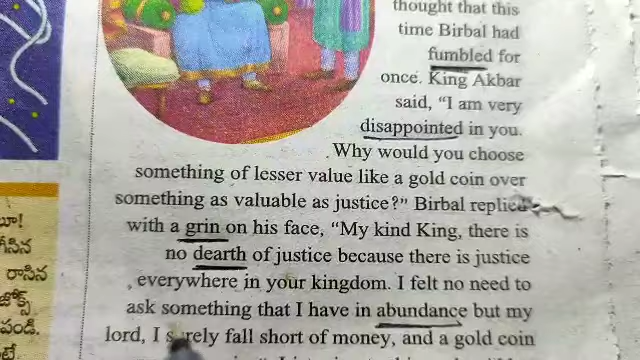 thought that this
time Birbal had
fumbled for
once. King Akbar
said, "I am very
disappointed in you.
Why would you choose
something of lesser value like a gold coin over
something as valuable as justice?" Birbal replied
with a grin on his face, "My kind King, there is
no dearth of justice because there is justice
everywhere in your kingdom. I felt no need to
ask something that I have in abundance but my
lord, I surely fall short of money, and a gold coin
రాసిన
జోక్స్